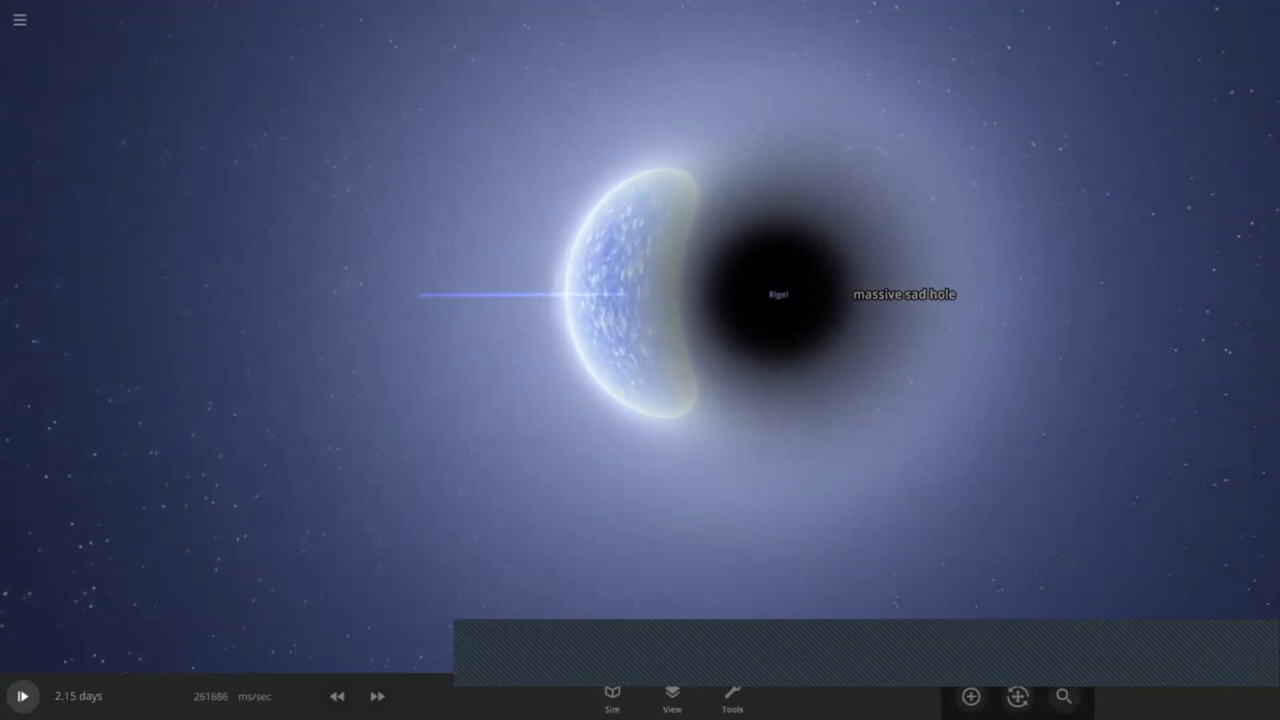 Rigel
massive sad hole
2.15 days
261686 ms/sec
Sim
View
Tools